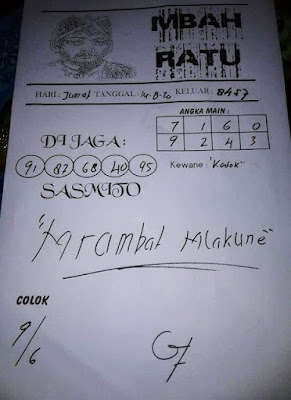 MBAH
RATU
HARI : Jum'at TANGGAL : 14-8-20 KELUAR : 8457
ANGKA MAIN :
7 1 6 0
9 2 4 3
DI JAGA :
91 82 68 40 95
Kewane : "Kodok"
SASMITO
"Mrambat Mlakune"
COLOK
9/6
G7